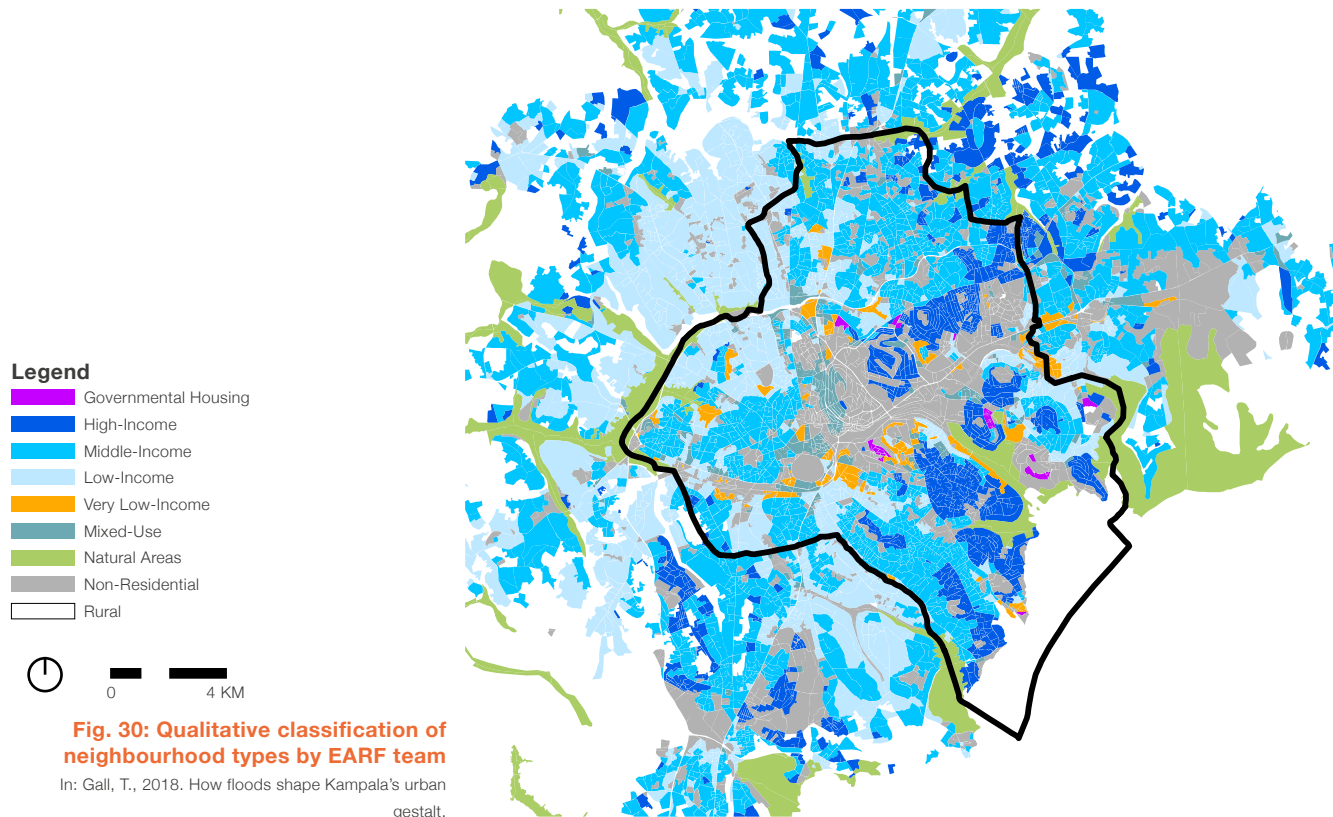 Legend
Governmental Housing
High-Income
Middle-Income
Low-Income
Very Low-Income
Mixed-Use
Natural Areas
Non-Residential
Rural
0 4 KM
Fig. 30: Qualitative classification of
neighbourhood types by EARF team
In: Gall, T., 2018. How floods shape Kampala's urban
gestalt.